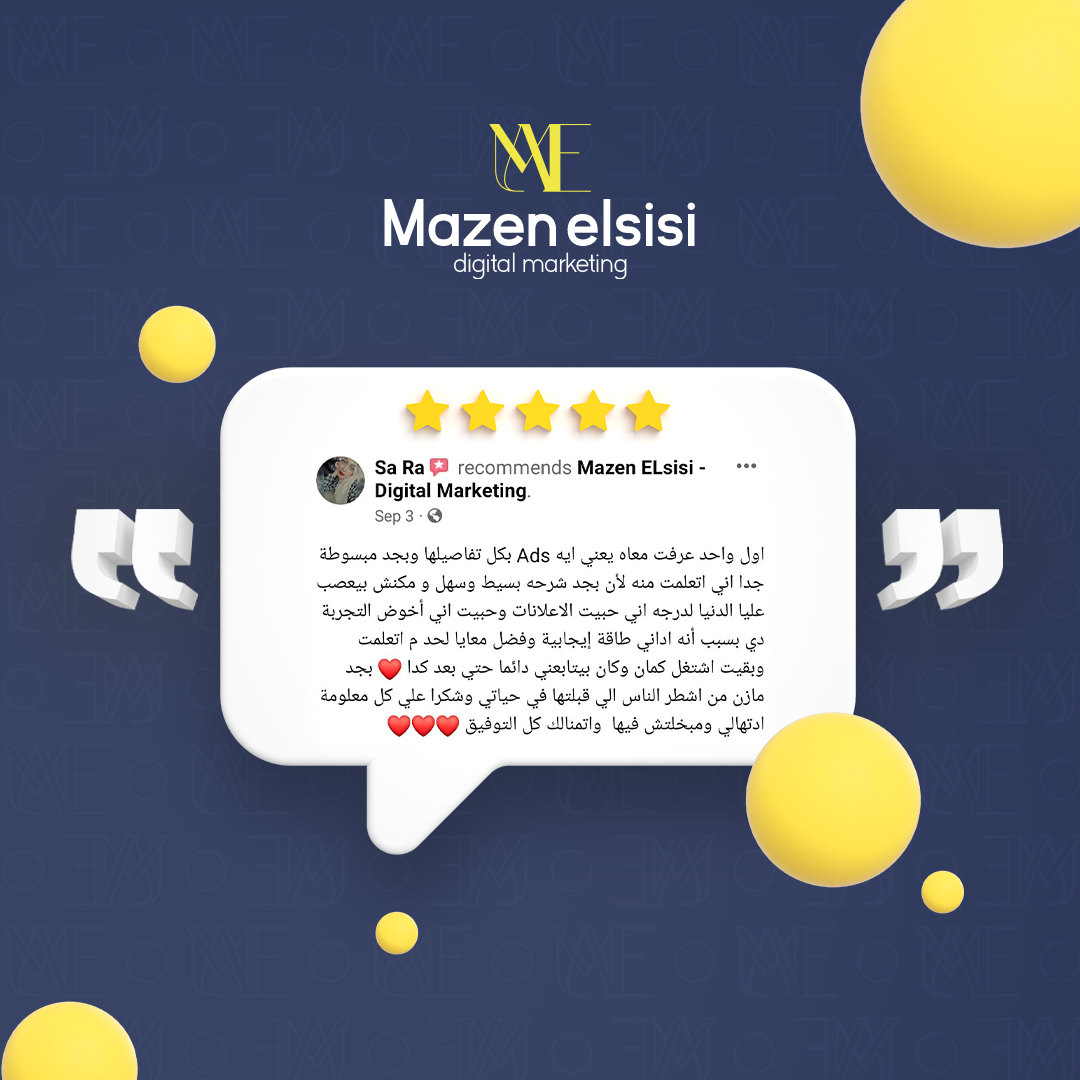 ME
Mazen elsisi
digital marketing
Sa Ra recommends Mazen ELsisi -
Digital Marketing.
Sep 3 ·
اول واحد عرفت معاه يعني ايه Ads بكل تفاصيلها وبجد مبسوطة
جدا اني اتعلمت منه لأن بجد شرحه بسيط وسهل و مكنش بيعصب
عليا الدنيا لدرجه اني حبيت الاعلانات وحبيت اني أخوض التجربة
دي بسبب أنه اداني طاقة إيجابية وفضل معايا لحد م اتعلمت
وبقيت اشتغل كمان وكان بيتابعني دائما حتي بعد كدا ❤️ بجد
مازن من اشطر الناس الي قبلتها في حياتي وشكرا علي كل معلومة
ادتهالي ومبخلتش فيها واتمنالك كل التوفيق ❤️❤️❤️